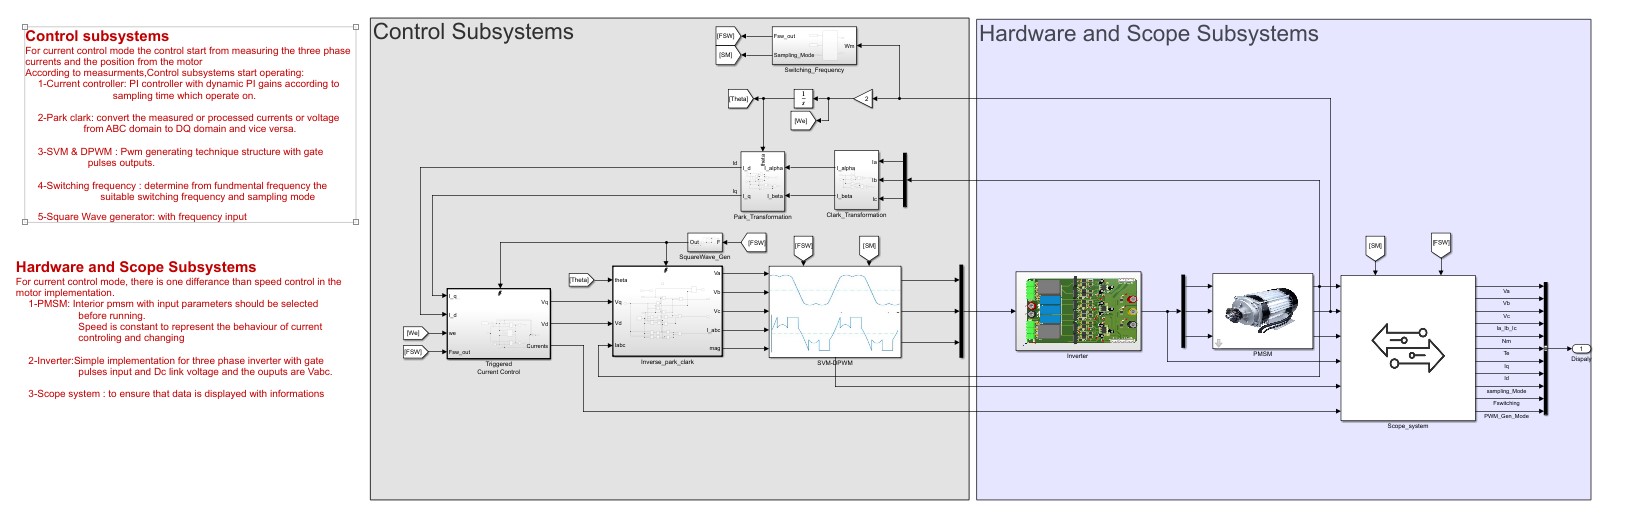 Control subsystems
For current control mode the control start from measuring the three phase
currents and the position from the motor
According to measurments,Control subsystems start operating:
1-Current controller: PI controller with dynamic PI gains according to
sampling time which operate on.
2-Park clark: convert the measured or processed currents or voltage
from ABC domain to DQ domain and vice versa.
3-SVM & DPWM : Pwm generating technique structure with gate
pulses outputs.
4-Switching frequency : determine from fundmental frequency the
suitable switching frequency and sampling mode
5-Square Wave generator: with frequency input
Hardware and Scope Subsystems
For current control mode, there is one differance than speed control in the
motor implementation.
1-PMSM: Interior pmsm with input parameters should be selected
before running.
Speed is constant to represent the behaviour of current
controling and changing
2-Inverter:Simple implementation for three phase inverter with gate
pulses input and Dc link voltage and the ouputs are Vabc.
3-Scope system : to ensure that data is displayed with informations
Control Subsystems
[FSW]
[SM]
Fsw_out
Sampling_Mode
Wm
Switching_Frequency
[Theta]
1
s
2
[We]
Id
Iq
theta
I_d
I_q
I_alpha
I_beta
Park_Transformation
I_alpha
I_beta
Ia
Ib
Ic
Clark_Transformation
Out
F
[FSW]
SquareWave_Gen
[FSW]
[SM]
[We]
[FSW]
I_q
I_d
we
Fsw_out
Vq
Vd
Currents
Triggered
Current Control
[Theta]
theta
Vq
Vd
Iabc
Va
Vb
Vc
I_abc
mag
Inverse_park_clark
SVM-DPWM
Hardware and Scope Subsystems
Inverter
PMSM
[SM]
[FSW]
Scope_system
Va
Vb
Vc
Ia_Ib_Ic
Nm
Te
Iq
Id
sampling_Mode
Fswitching
PWM_Gen_Mode
1
Dispaly